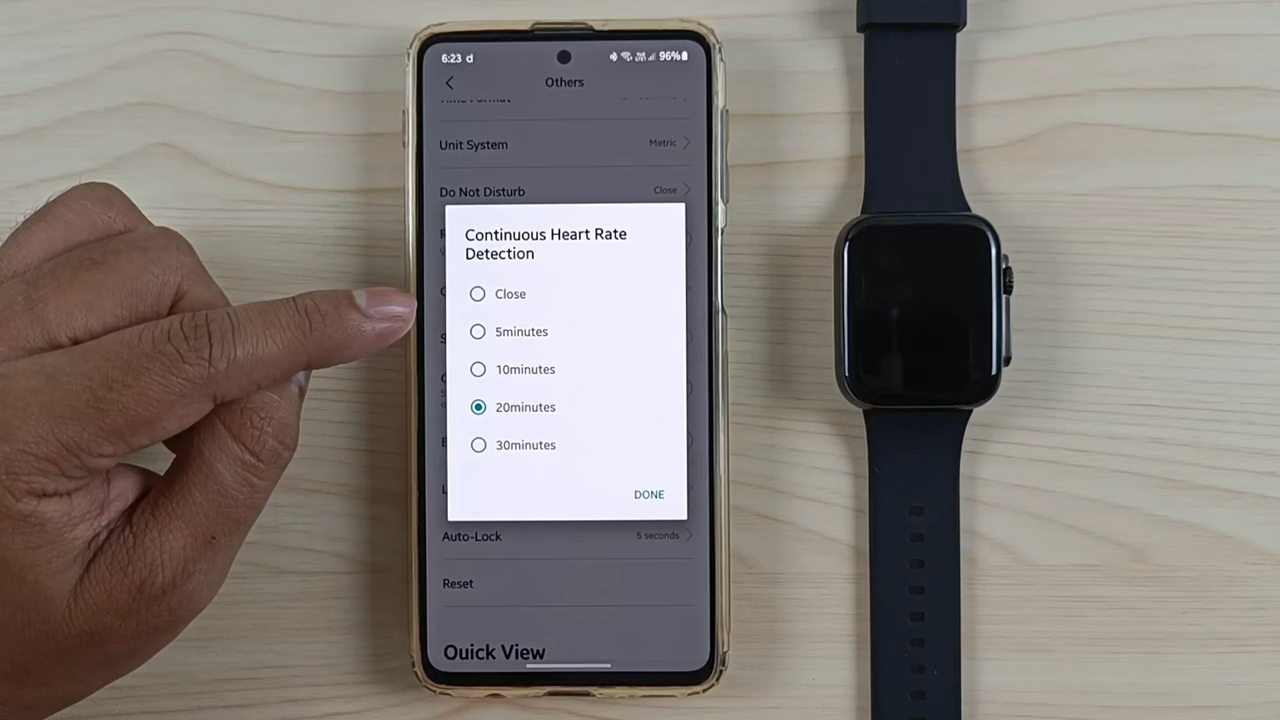 6:23 d
96%
Others
Unit System
Metric
Do Not Disturb
Close
Continuous Heart Rate
Detection
Close
5minutes
10minutes
20minutes
30minutes
DONE
Auto-Lock
5 seconds
Reset
Quick View